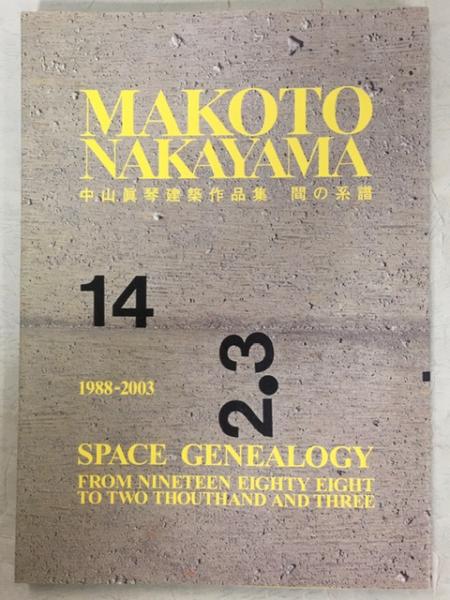 MAKOTO
NAKAYAMA
中山眞琴建築作品集 間の系譜
14
2.3
1988-2003
SPACE GENEALOGY
FROM NINETEEN EIGHTY EIGHT
TO TWO THOUTHAND AND THREE